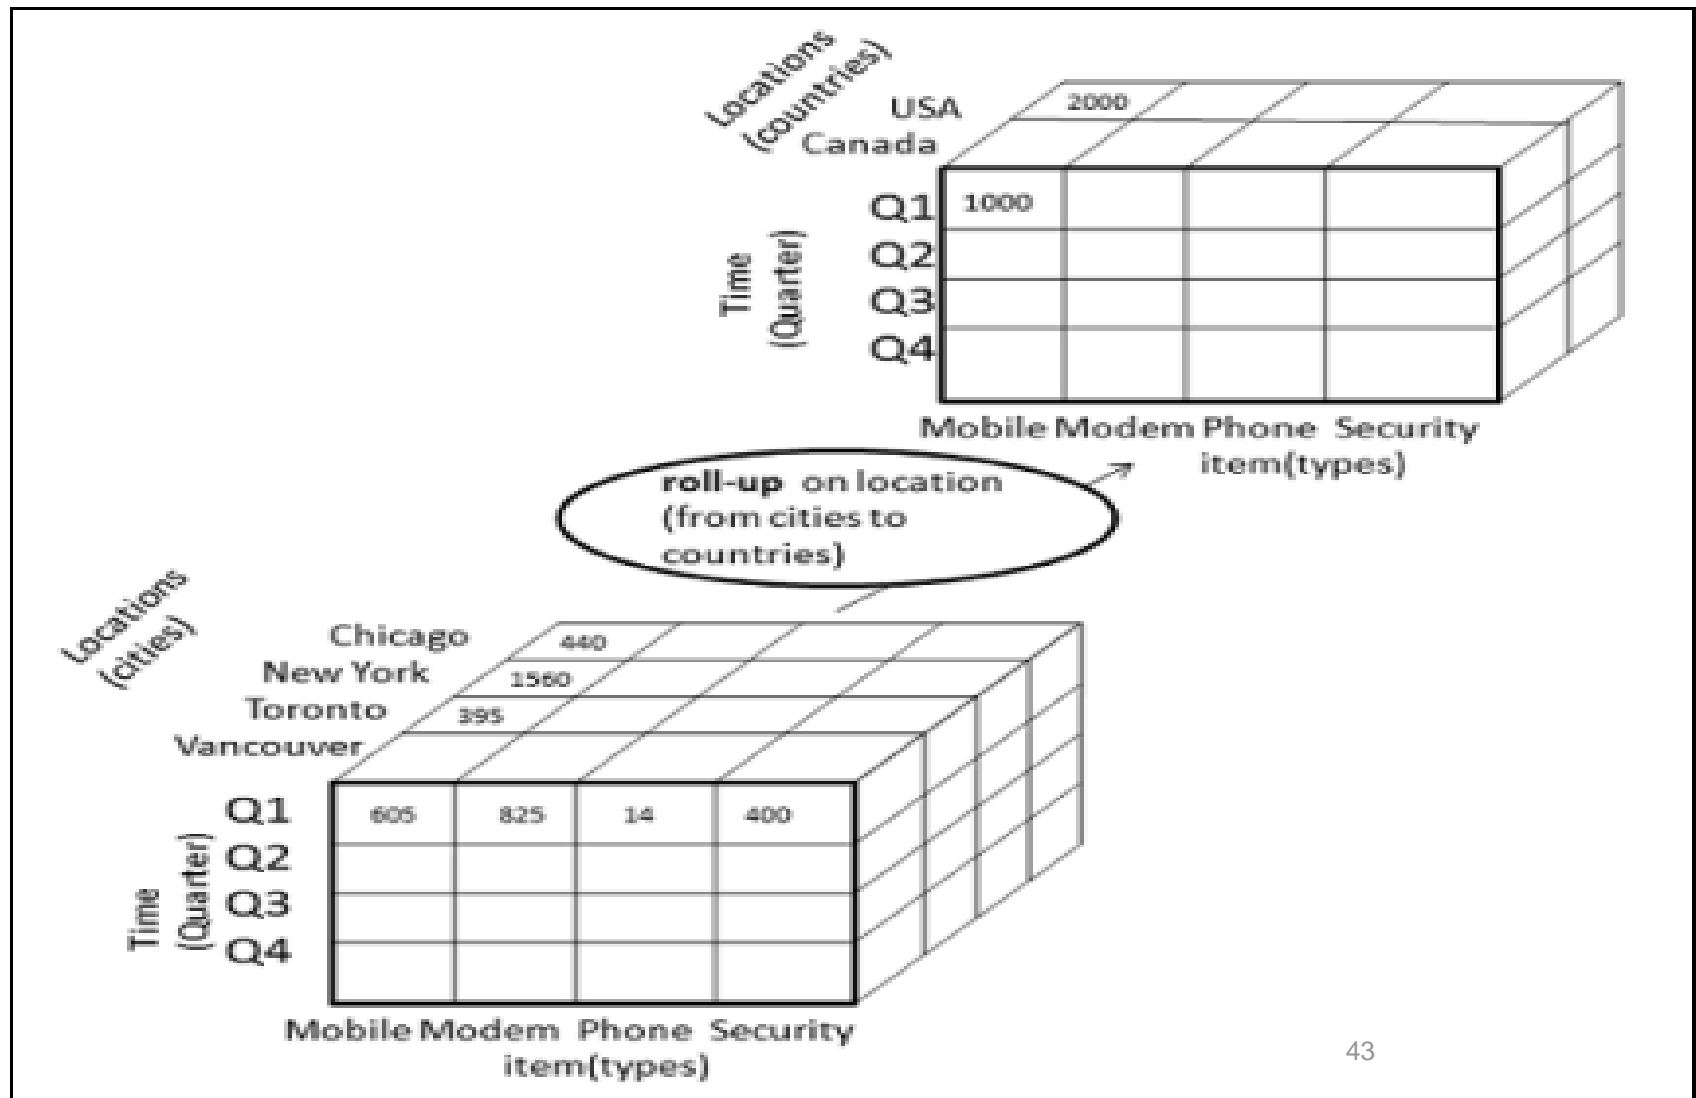 Locations
(countries)
USA
2000
Canada
Q1
1000
Q2
Q3
Q4
Time
(Quarter)
Mobile Modem Phone Security
item(types)
roll-up on location
(from cities to
countries)
Locations
(cities)
Chicago
440
New York
1560
Toronto
395
Vancouver
Q1
605 825 14 400
Q2
Q3
Q4
Time
(Quarter)
Mobile Modem Phone Security
item(types)
43